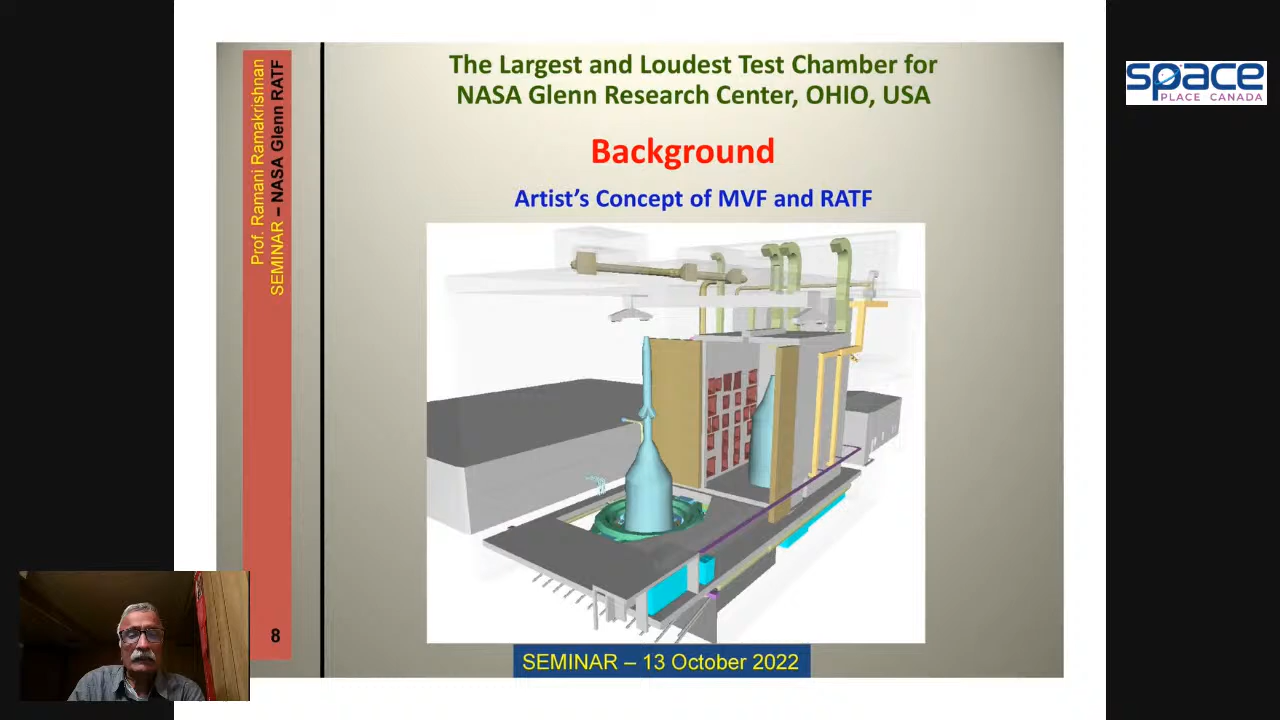 The Largest and Loudest Test Chamber for
NASA Glenn Research Center, OHIO, USA
Background
Artist's Concept of MVF and RATF
Prof. Ramani Ramakrishnan
SEMINAR – NASA Glenn RATF
8
SEMINAR – 13 October 2022
space
PLACE CANADA